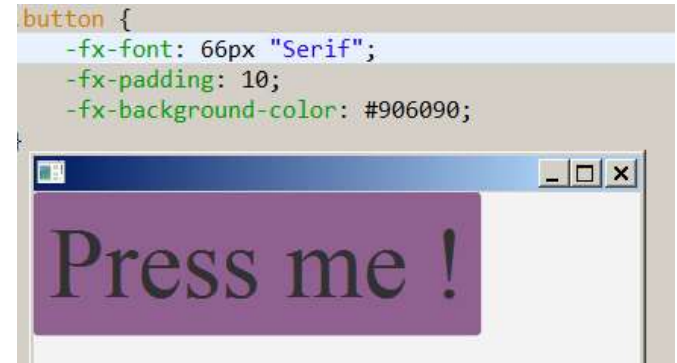 .button {
-fx-font: 66px "Serif";
-fx-padding: 10;
-fx-background-color: #906090;
}
Press me !